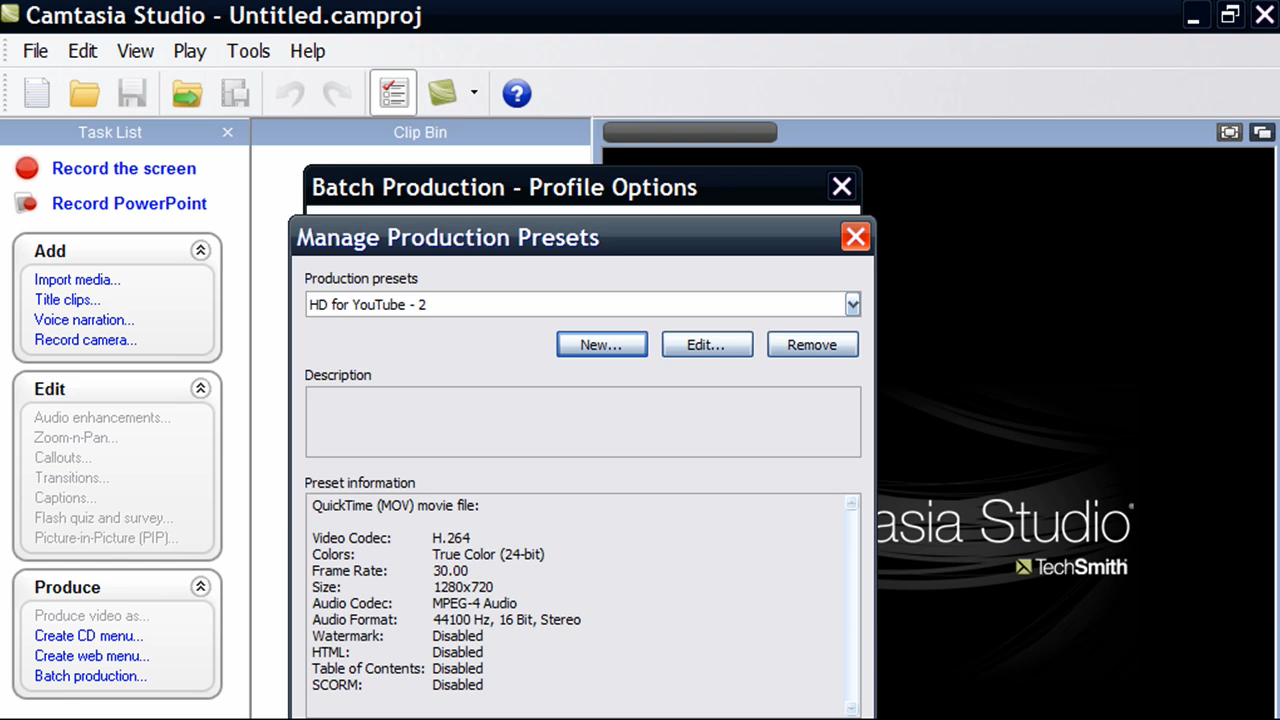 Camtasia Studio - Untitled.camproj
File Edit View Play Tools Help
Task List
Clip Bin
Record the screen
Record PowerPoint
Add
Import media...
Title clips...
Voice narration...
Record camera...
Edit
Audio enhancements...
Zoom-n-Pan...
Callouts...
Transitions...
Captions...
Flash quiz and survey...
Picture-in-Picture (PIP)...
Produce
Produce video as...
Create CD menu...
Create web menu...
Batch production...
Batch Production - Profile Options
Manage Production Presets
Production presets
HD for YouTube - 2
New... Edit... Remove
Description
Preset information
QuickTime (MOV) movie file:
Video Codec: H.264
Colors: True Color (24-bit)
Frame Rate: 30.00
Size: 1280x720
Audio Codec: MPEG-4 Audio
Audio Format: 44100 Hz, 16 Bit, Stereo
Watermark: Disabled
HTML: Disabled
Table of Contents: Disabled
SCORM: Disabled
tasia Studio
TechSmith